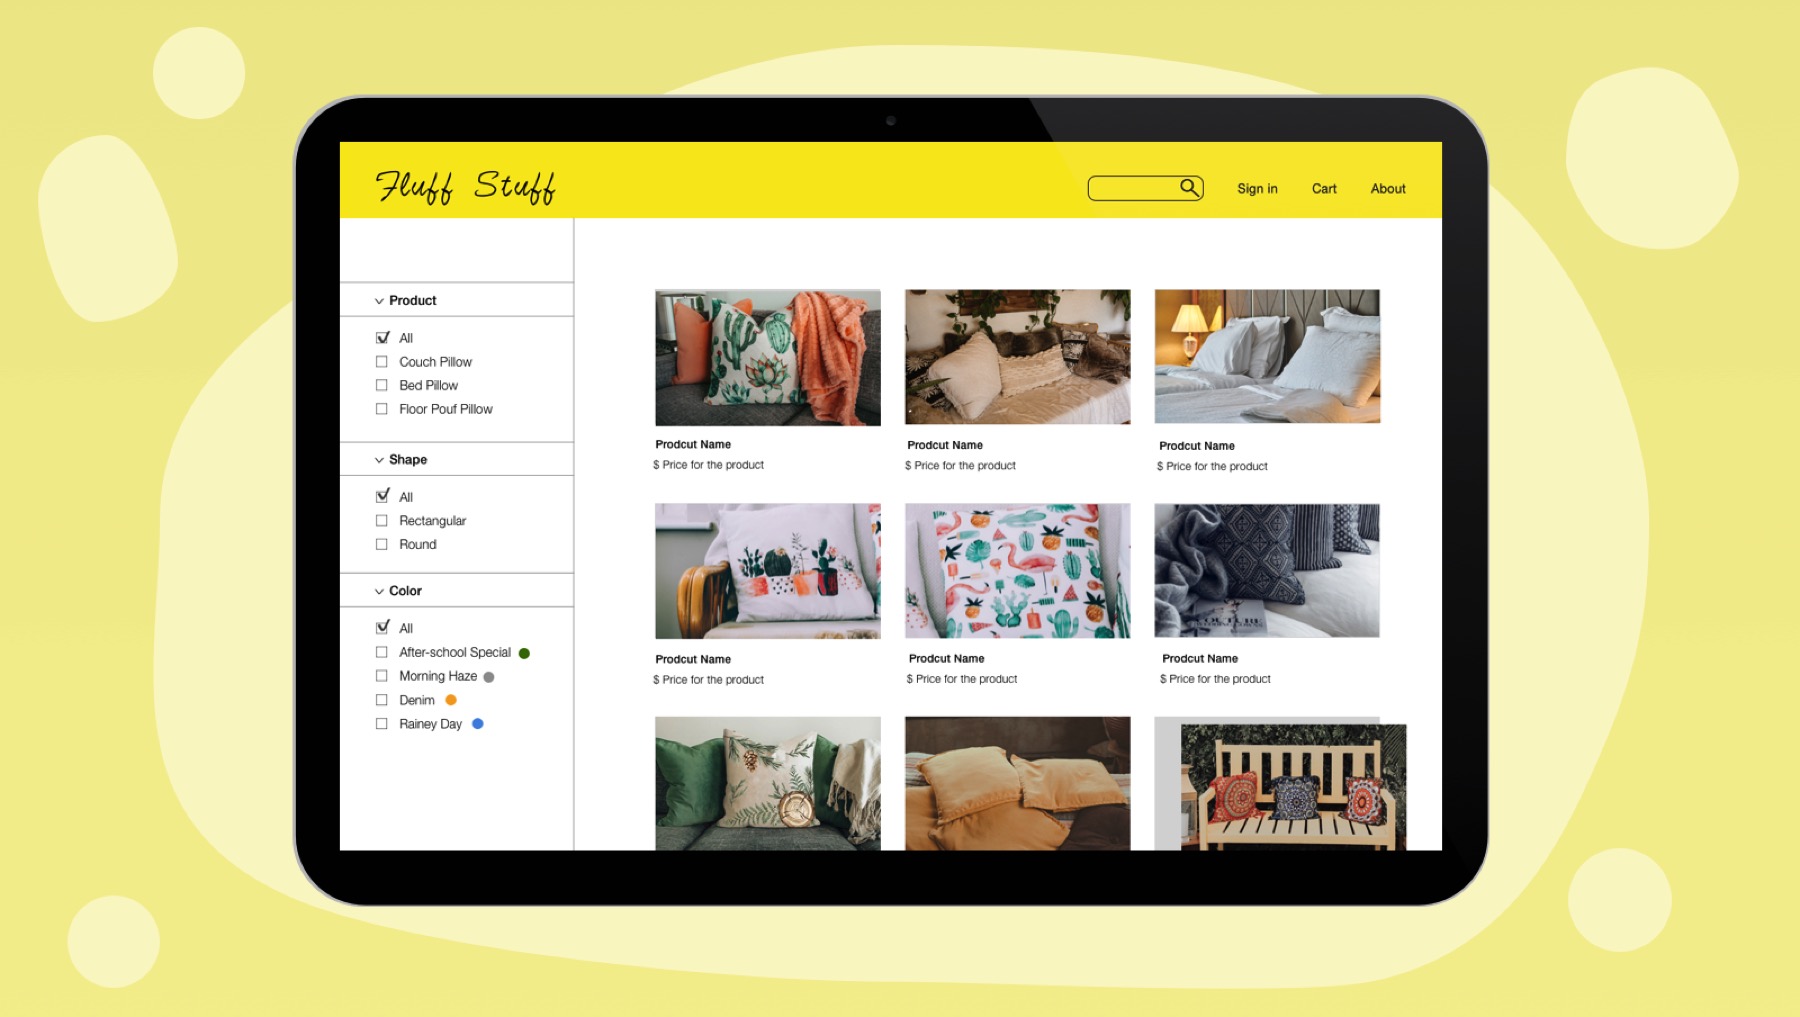 Fluff Stuff
Sign in
Cart
About
Product
All
Couch Pillow
Bed Pillow
Floor Pouf Pillow
Shape
All
Rectangular
Round
Color
All
After-school Special
Morning Haze
Denim
Rainey Day
Prodcut Name
$ Price for the product
Prodcut Name
$ Price for the product
Prodcut Name
$ Price for the product
Prodcut Name
$ Price for the product
Prodcut Name
$ Price for the product
Prodcut Name
$ Price for the product